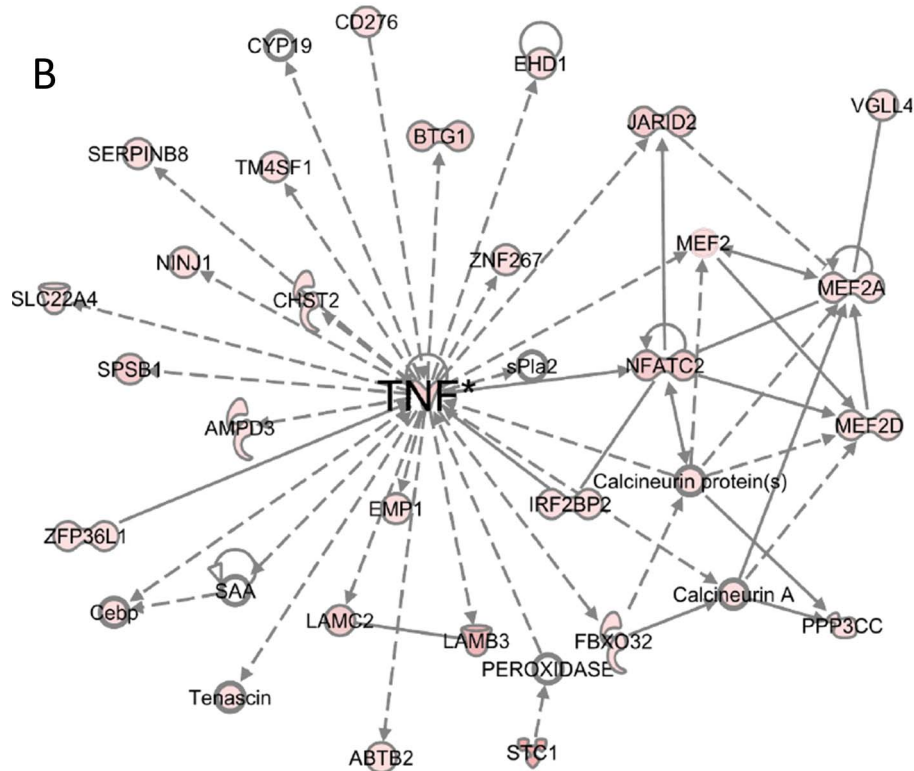 CD276
CYP19
EHD1
B
VGLL4
JARID2
BTG1
SERPINB8
TM4SF1
MEF2
NINJ1
ZNF267
MEF2A
SLC22A4
CHST2
SPSB1
sPla2
NFATC2
TNF*
AMPD3
MEF2D
Calcineurin protein(s)
EMP1
IRF2BP2
ZFP36L1
SAA
Calcineurin A
Cebp
LAMC2
PPP3CC
LAMB3
FBXO32
PEROXIDASE
Tenascin
STC1
ABTB2